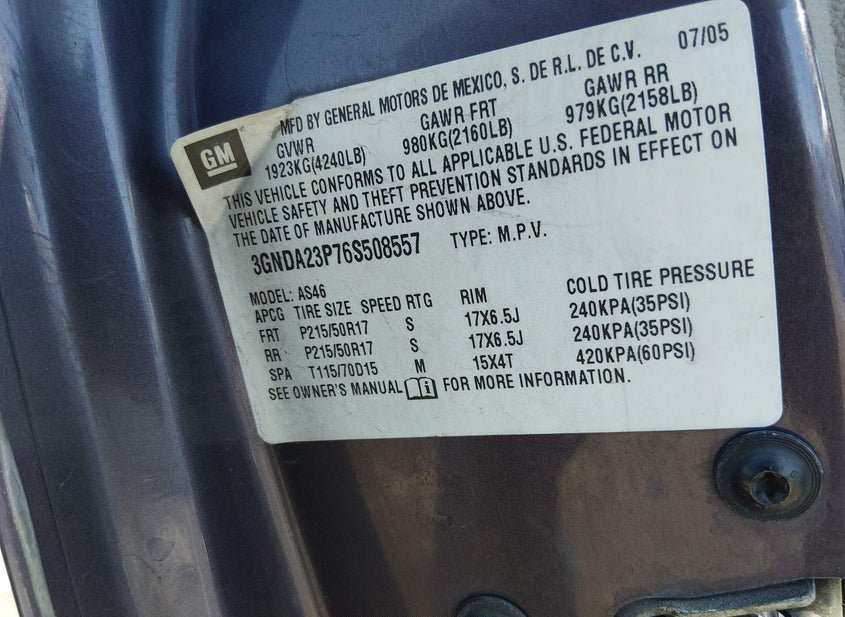 MFD BY GENERAL MOTORS DE MEXICO, S. DE R.L. DE C.V. 07/05
GM
GVWR GAWR FRT GAWR RR
1923KG(4240LB) 980KG(2160LB) 979KG(2158LB)
THIS VEHICLE CONFORMS TO ALL APPLICABLE U.S. FEDERAL MOTOR
VEHICLE SAFETY AND THEFT PREVENTION STANDARDS IN EFFECT ON
THE DATE OF MANUFACTURE SHOWN ABOVE.
3GNDA23P76S508557 TYPE: M.P.V.
MODEL: AS46
APCG TIRE SIZE SPEED RTG RIM COLD TIRE PRESSURE
FRT P215/50R17 S 17X6.5J 240KPA(35PSI)
RR P215/50R17 S 17X6.5J 240KPA(35PSI)
SPA T115/70D15 M 15X4T 420KPA(60PSI)
SEE OWNER'S MANUAL FOR MORE INFORMATION.